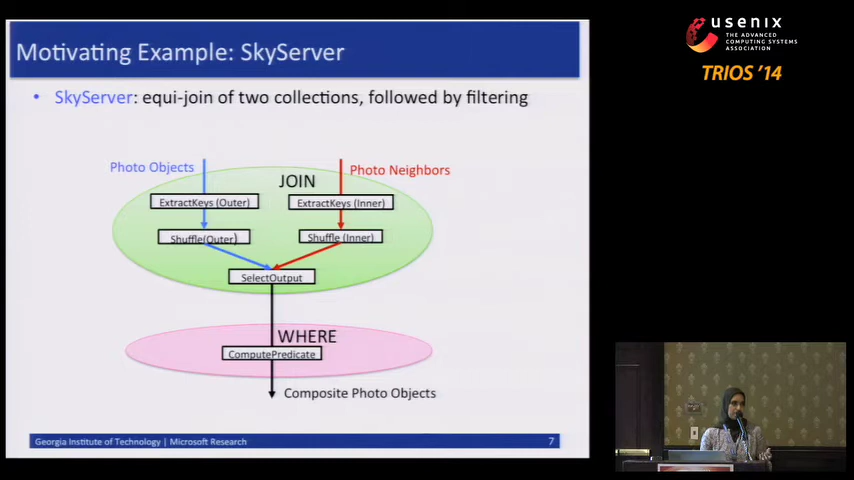 Motivating Example: SkyServer
• SkyServer: equi-join of two collections, followed by filtering
Photo Objects
Photo Neighbors
JOIN
ExtractKeys (Outer)
ExtractKeys (Inner)
Shuffle(Outer)
Shuffle (Inner)
SelectOutput
WHERE
ComputePredicate
Composite Photo Objects
Georgia Institute of Technology | Microsoft Research
7
usenix
THE ADVANCED
COMPUTING SYSTEMS
ASSOCIATION
TRIOS '14